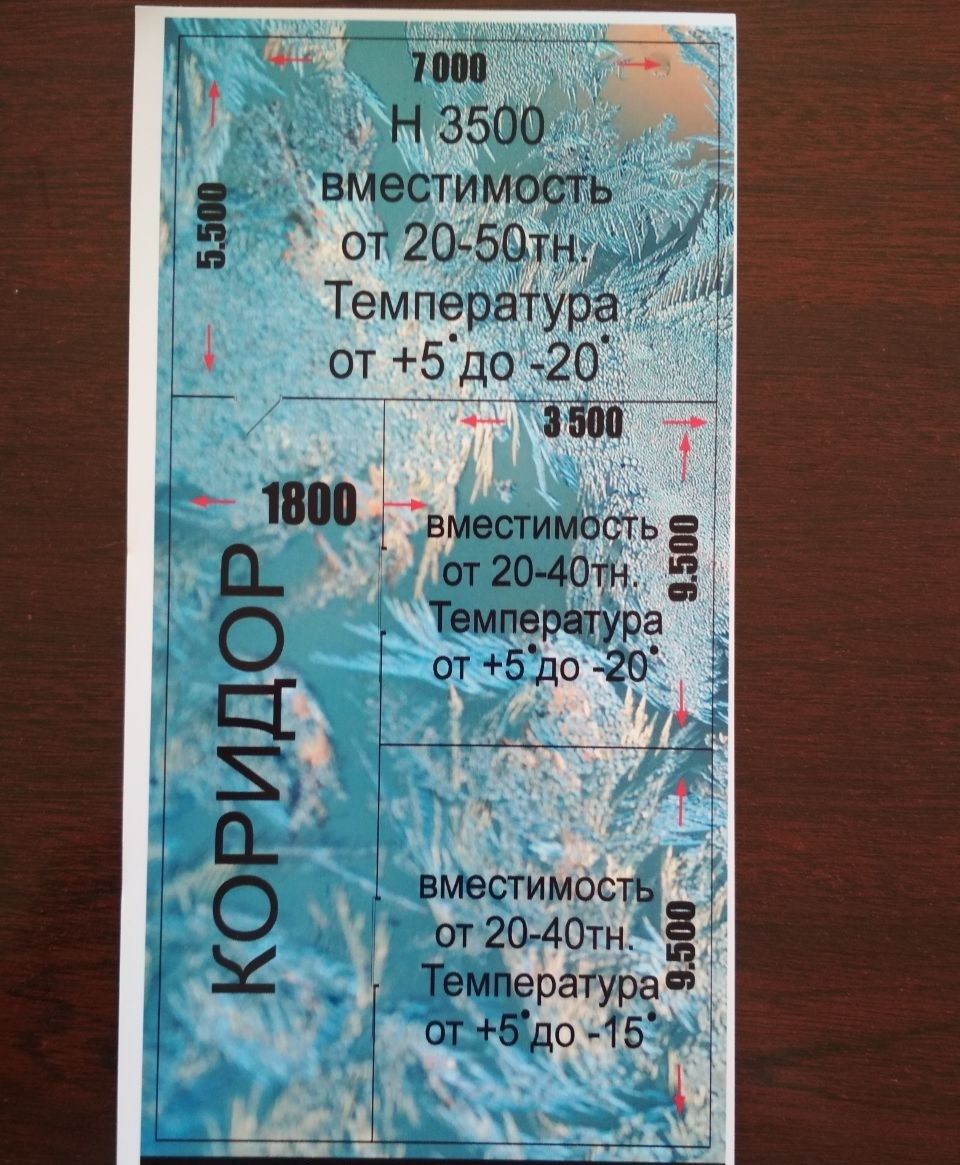 7 000
Н 3500
вместимость
от 20-50тн.
5.500
Температура
от +5°до -20°
3 500
1800
вместимость
от 20-40тн.
9.500
Температура
от +5°до -20°
КОРИДОР
вместимость
от 20-40тн.
9.500
Температура
от +5°до -15°